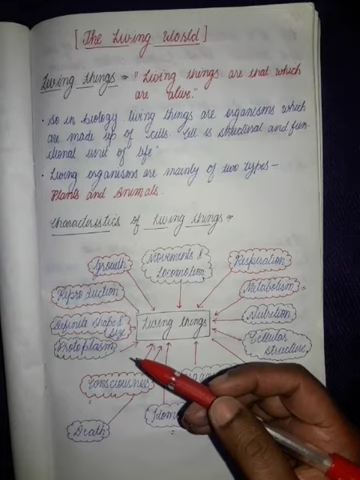 [The Living World]
Living things = "Living things are that which
are alive."
• So in biology living things are organisms which
are made up of cells. Cell is structural and fun
ctional unit of life"
• Living organisms are mainly of two types-
Plants and Animals.
Characteristics of Living things =
Movements &
Locomotion
Growth
Respiration
Reproduction
Metabolism
Definite shape &
size
Nutrition
Living things
Protoplasm
Cellular
structure
Consciousness
Death